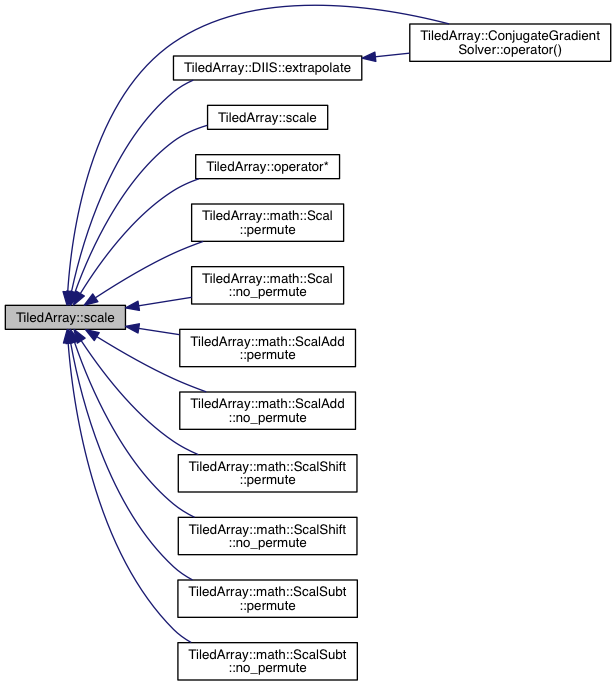 TiledArray::ConjugateGradient
Solver::operator()
TiledArray::DIIS::extrapolate
TiledArray::scale
TiledArray::operator*
TiledArray::math::Scal
::permute
TiledArray::math::Scal
::no_permute
TiledArray::scale
TiledArray::math::ScalAdd
::permute
TiledArray::math::ScalAdd
::no_permute
TiledArray::math::ScalShift
::permute
TiledArray::math::ScalShift
::no_permute
TiledArray::math::ScalSubt
::permute
TiledArray::math::ScalSubt
::no_permute